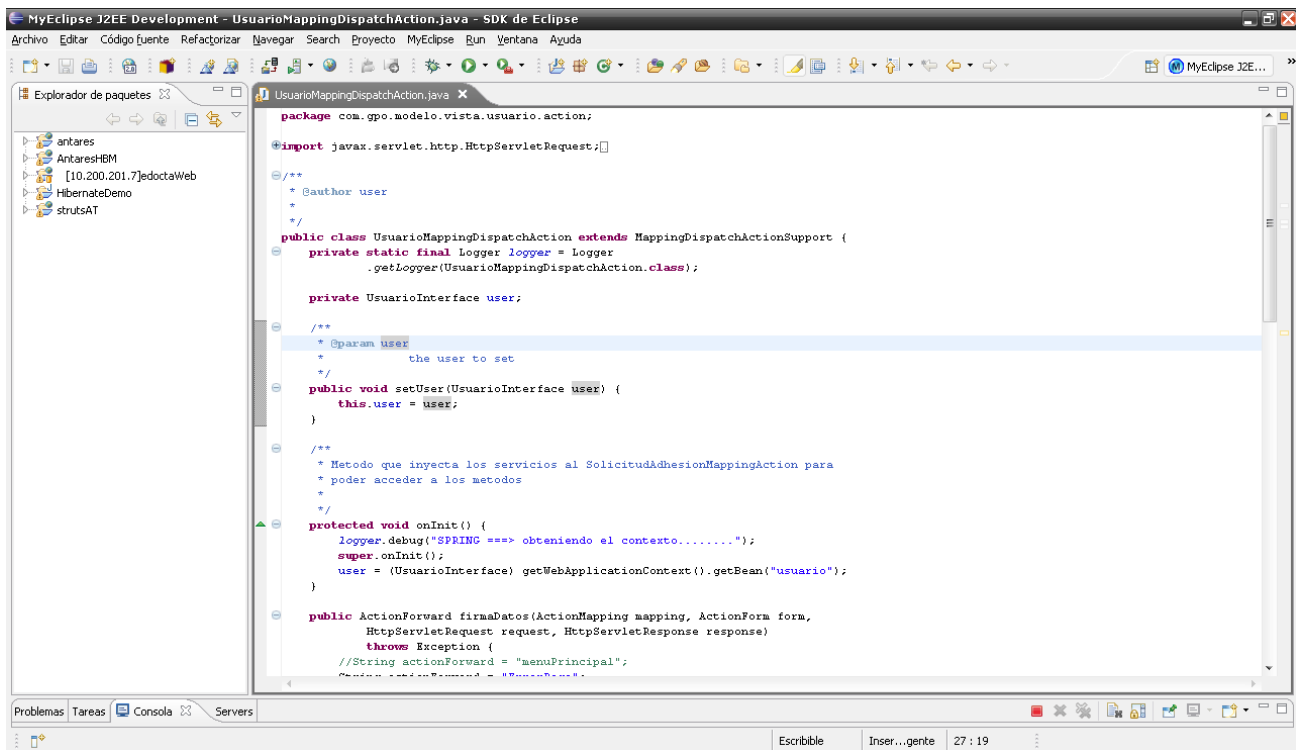 MyEclipse J2EE Development - UsuarioMappingDispatchAction.java - SDK de Eclipse
Archivo Editar Código fuente Refactorizar Navegar Search Proyecto MyEclipse Run Ventana Ayuda
MyEclipse J2E... »
Explorador de paquetes
UsuarioMappingDispatchAction.java
antares
AntaresHBM
[10.200.201.7]edoctaWeb
HibernateDemo
strutsAT
package com.gpo.modelo.vista.usuario.action;
import javax.servlet.http.HttpServletRequest;
/**
* @author user
*
*/
public class UsuarioMappingDispatchAction extends MappingDispatchActionSupport {
private static final Logger logger = Logger
.getLogger(UsuarioMappingDispatchAction.class);
private UsuarioInterface user;
/**
* @param user
* the user to set
*/
public void setUser(UsuarioInterface user) {
this.user = user;
}
/**
* Metodo que inyecta los servicios al SolicitudAdhesionMappingAction para
* poder acceder a los metodos
*
*/
protected void onInit() {
logger.debug("SPRING ===> obteniendo el contexto........");
super.onInit();
user = (UsuarioInterface) getWebApplicationContext().getBean("usuario");
}
public ActionForward firmaDatos(ActionMapping mapping, ActionForm form,
HttpServletRequest request, HttpServletResponse response)
throws Exception {
//String actionForward = "menuPrincipal";
Problemas Tareas Consola Servers
Escribible Inser...gente 27 : 19